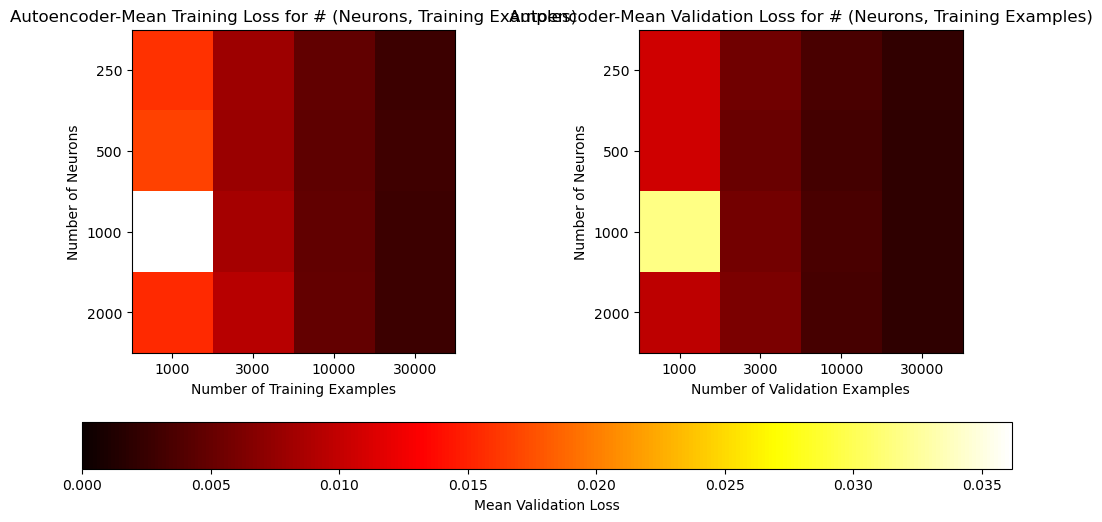 Autoencoder-Mean Training Loss for # (Neurons, Training Examples)
Autoencoder-Mean Validation Loss for # (Neurons, Training Examples)
Number of Neurons
250
500
1000
2000
1000 3000 10000 30000
Number of Training Examples
Number of Neurons
250
500
1000
2000
1000 3000 10000 30000
Number of Validation Examples
0.000 0.005 0.010 0.015 0.020 0.025 0.030 0.035
Mean Validation Loss